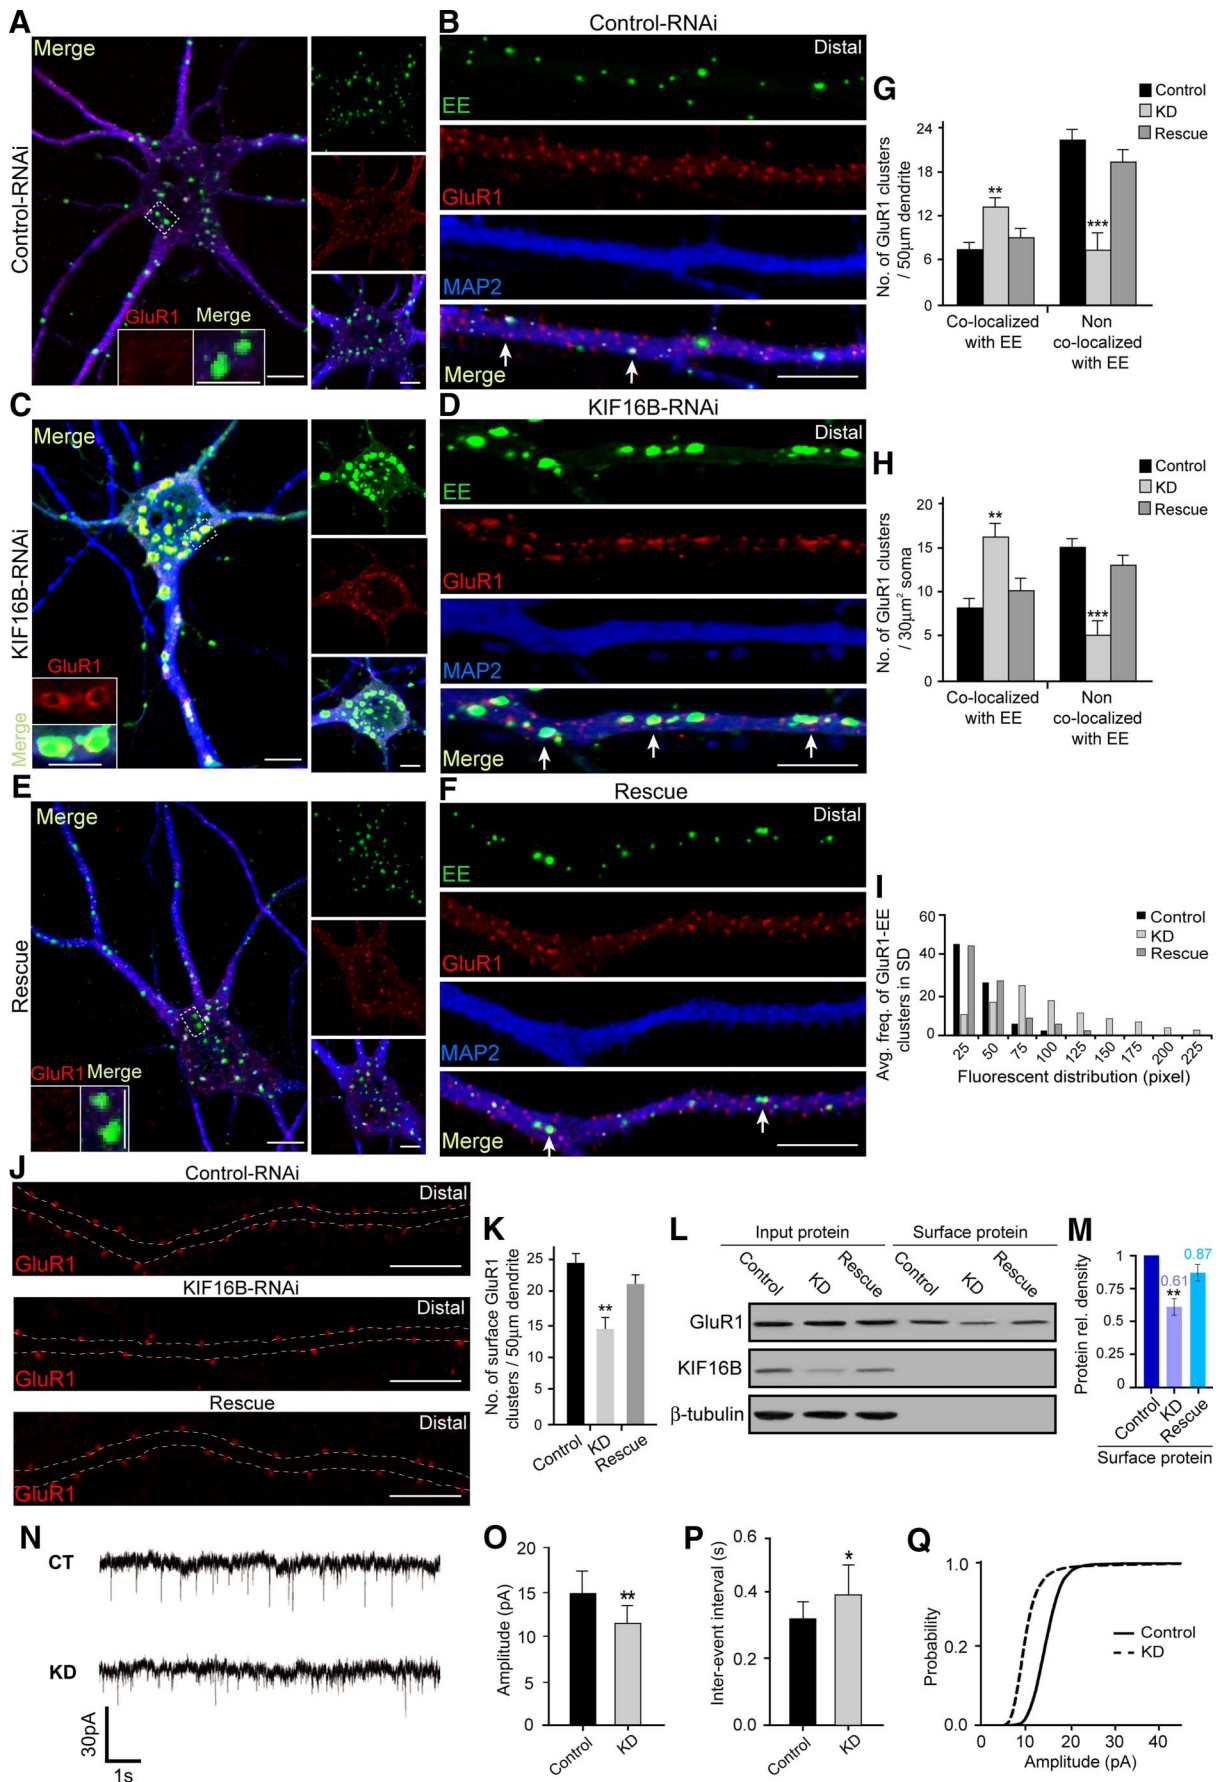 A
Merge
Control-RNAi
GluR1
Merge
B
Control-RNAi
Distal
EE
GluR1
MAP2
Merge
C
Merge
KIF16B-RNAi
GluR1
Merge
D
KIF16B-RNAi
Distal
EE
GluR1
MAP2
Merge
E
Merge
Rescue
GluR1
Merge
F
Rescue
Distal
EE
GluR1
MAP2
Merge
G
Control
KD
Rescue
No. of GluR1 clusters
/ 50μm dendrite
24
18
12
6
0
**
***
Co-localized
with EE
Non
co-localized
with EE
H
Control
KD
Rescue
No. of GluR1 clusters
/ 30μm² soma
20
15
10
5
0
**
***
Co-localized
with EE
Non
co-localized
with EE
I
Control
KD
Rescue
Avg. freq. of GluR1-EE
clusters in SD
60
40
20
0
25 50 75 100 125 150 175 200 225
Fluorescent distribution (pixel)
J
Control-RNAi
Distal
GluR1
KIF16B-RNAi
Distal
GluR1
Rescue
Distal
GluR1
K
No. of surface GluR1
clusters / 50μm dendrite
25
20
15
10
5
0
**
Control KD Rescue
L
Input protein Surface protein
Control KD Rescue Control KD Rescue
GluR1
KIF16B
β-tubulin
M
Protein rel. density
1
0.75
0.5
0.25
0
0.61
**
0.87
Control KD Rescue
Surface protein
N
CT
KD
30pA
1s
O
Amplitude (pA)
20
15
10
5
0
**
Control KD
P
Inter-event interval (s)
0.6
0.4
0.2
0.0
*
Control KD
Q
Probability
1.0
0.2
0.0
Control
KD
0 10 20 30 40
Amplitude (pA)